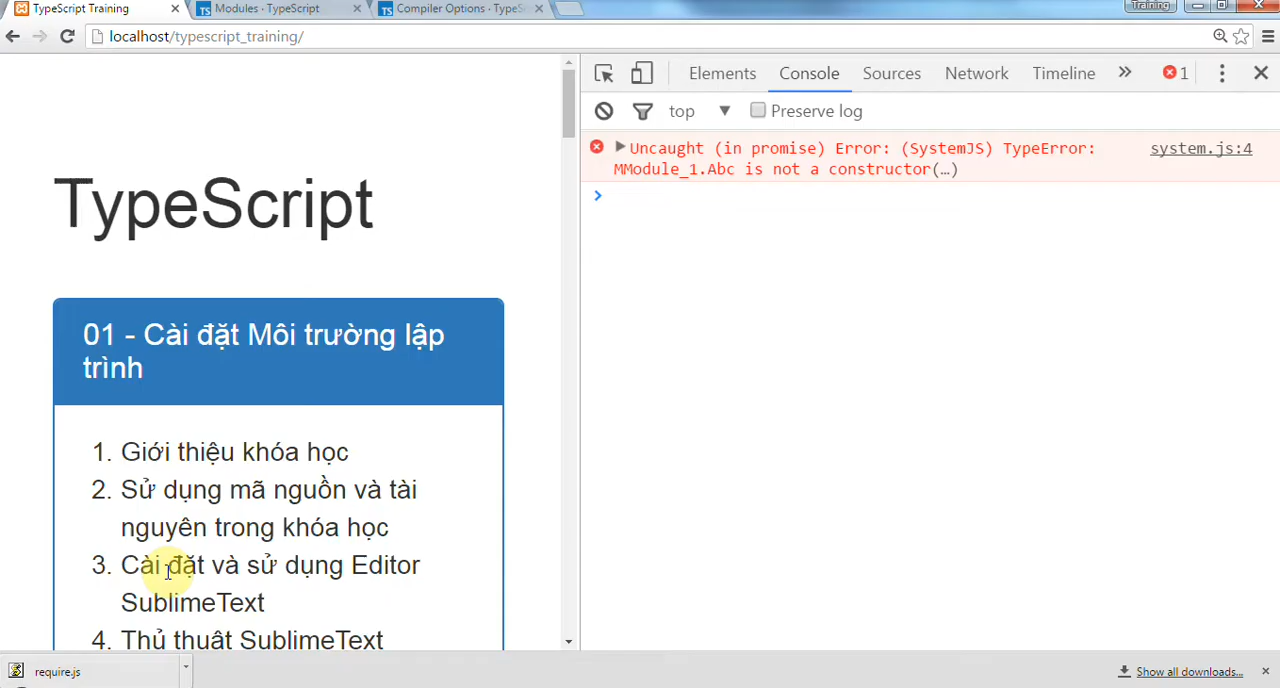 TypeScript Training
Modules · TypeScript
Compiler Options · TypeS
Training
localhost/typescript_training/
Elements Console Sources Network Timeline » 1
top Preserve log
Uncaught (in promise) Error: (SystemJS) TypeError: system.js:4
MModule_1.Abc is not a constructor(…)
TypeScript
01 - Cài đặt Môi trường lập
trình
1. Giới thiệu khóa học
2. Sử dụng mã nguồn và tài
nguyên trong khóa học
3. Cài đặt và sử dụng Editor
SublimeText
4. Thủ thuật SublimeText
require.js
Show all downloads...